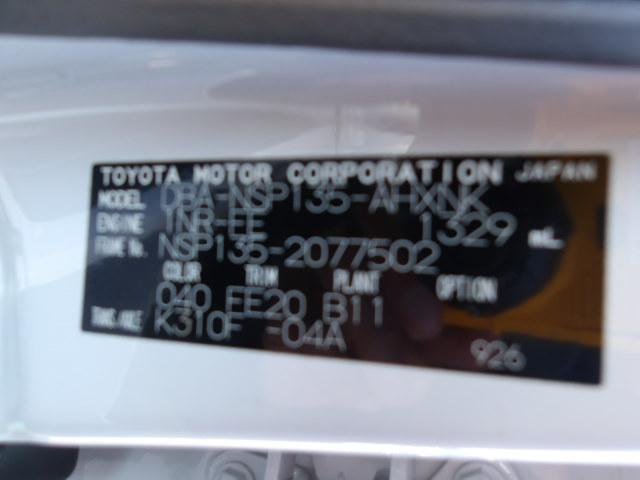 TOYOTA MOTOR CORPORATION JAPAN
MODEL DBA-NSP135-AHXNK
ENGINE 1NR-FE 1329 mL
FRAME No. NSP135-2077502
COLOR TRIM PLANT OPTION
040 EE20 B11
TRANS./AXLE K310F -04A
926